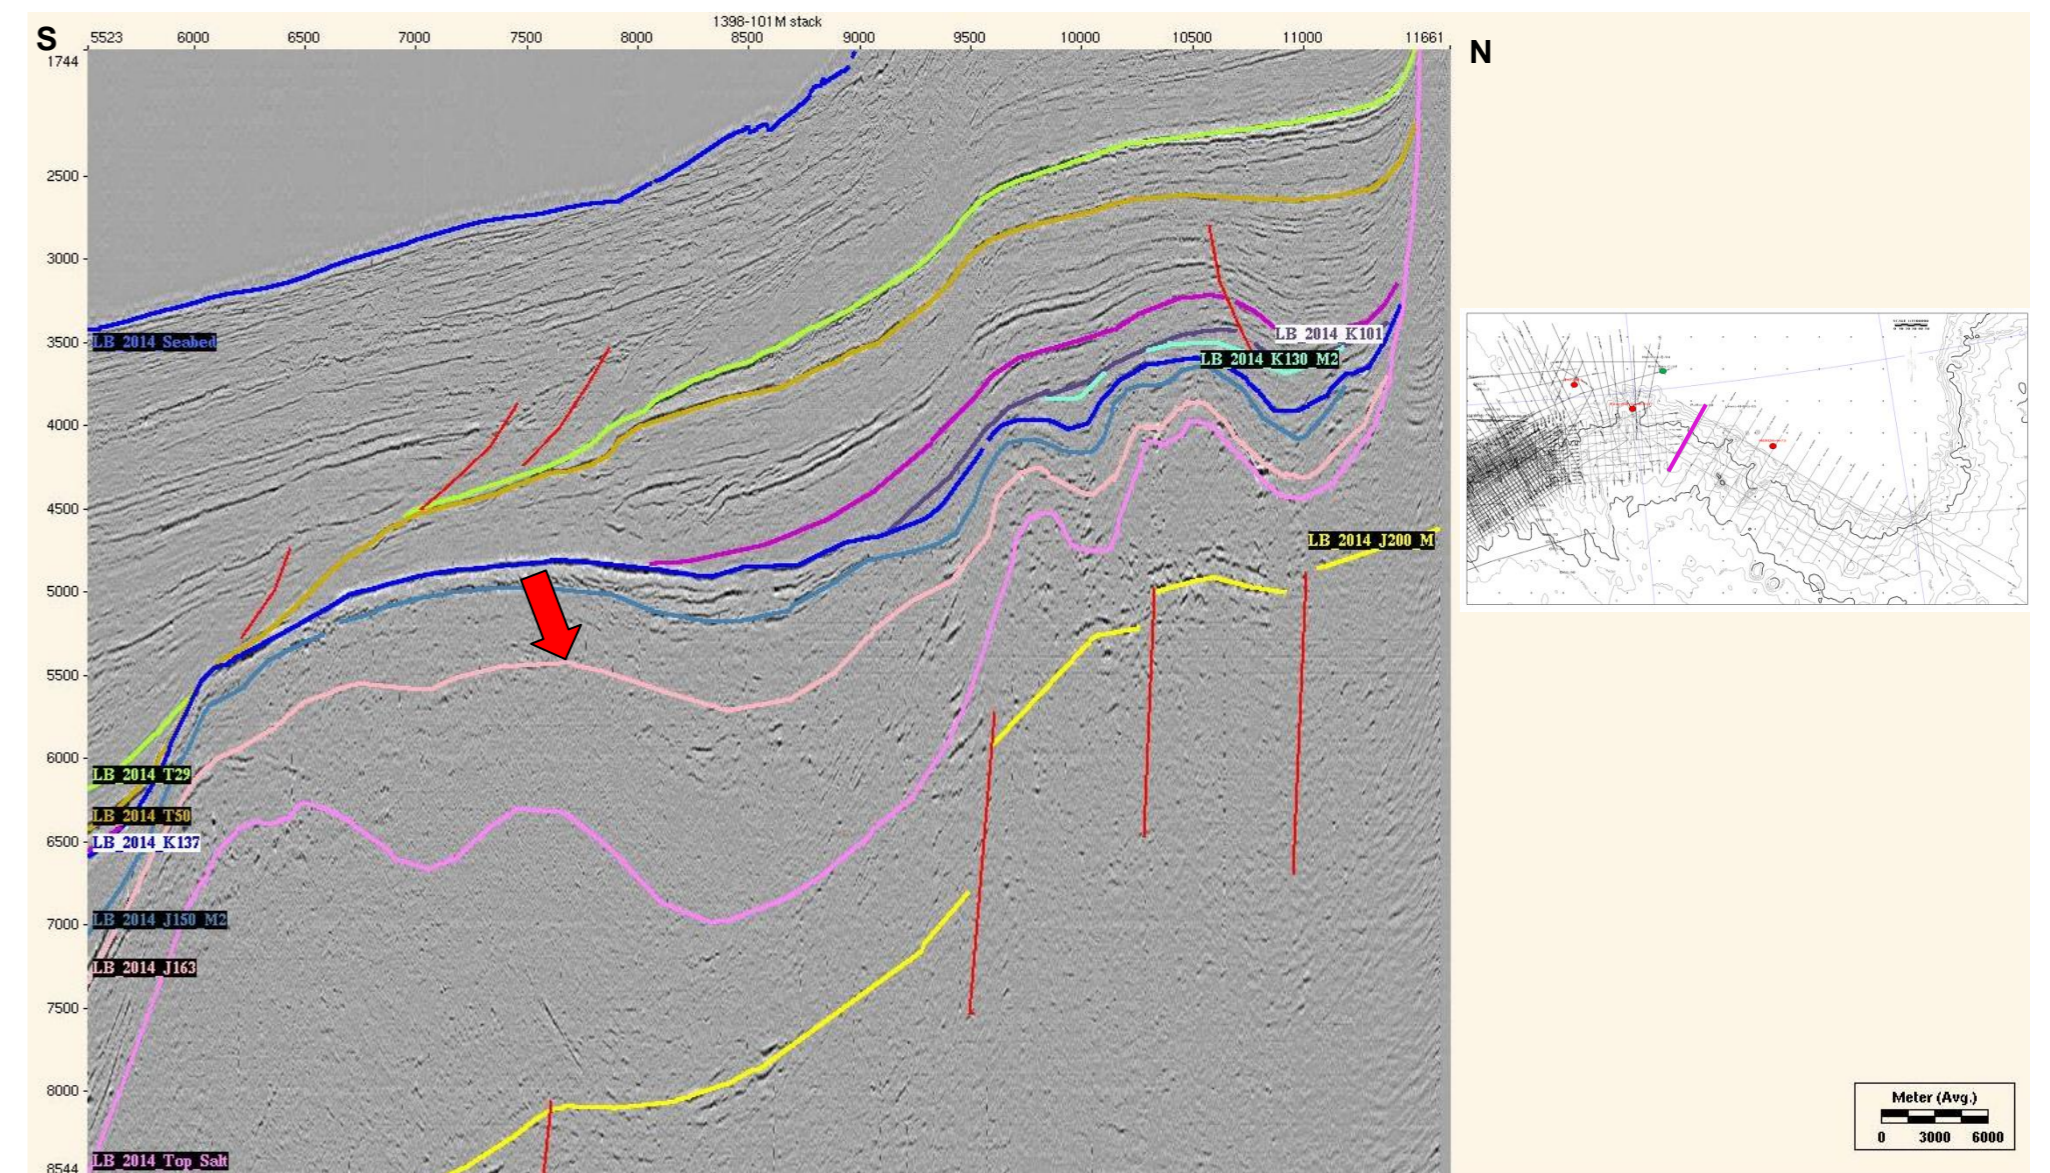 1398-101M stack
S
N
5523 6000 6500 7000 7500 8000 8500 9000 9500 10000 10500 11000 11661
1744
2500
3000
3500
4000
4500
5000
5500
6000
6500
7000
7500
8000
8544
LB_2014_Seabed
LB_2014_K101
LB_2014_K130_M2
LB_2014_J200_M
LB_2014_T29
LB_2014_T50
LB_2014_K137
LB_2014_J150_M2
LB_2014_J163
LB_2014_Top_Salt
Meter (Avg.)
0 3000 6000